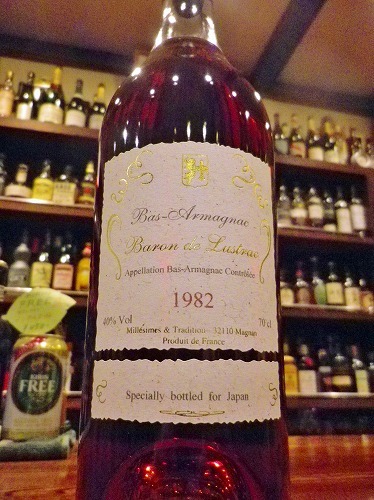 Bas-Armagnac
Baron de Lustrac
Appellation Bas-Armagnac Contrôlée
1982
40% Vol 70 cl
Millésimes & Tradition - 32110 Magnan
Produit de France
Specially bottled for Japan
FREE